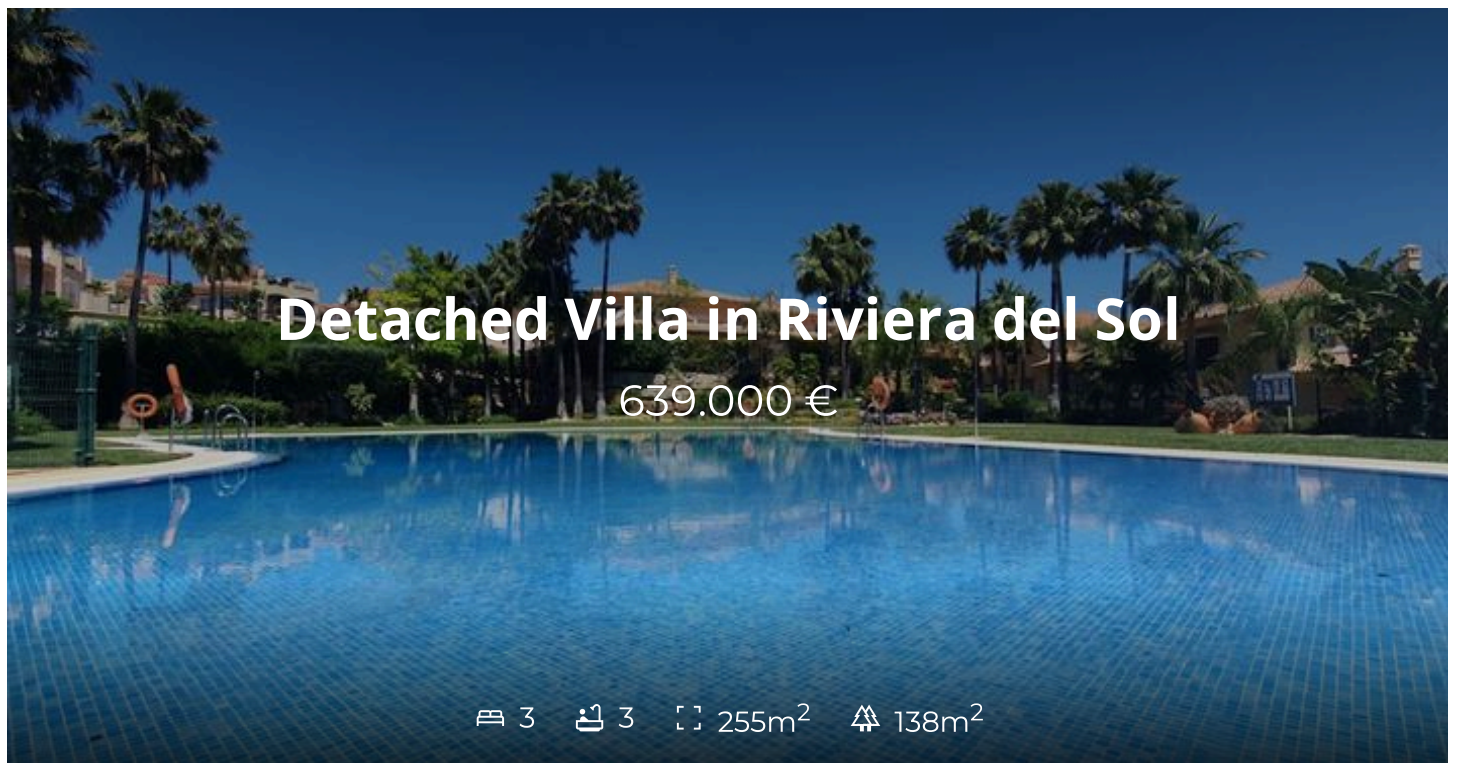 Detached Villa in Riviera del Sol
639.000 €
3 3 255m² 138m²